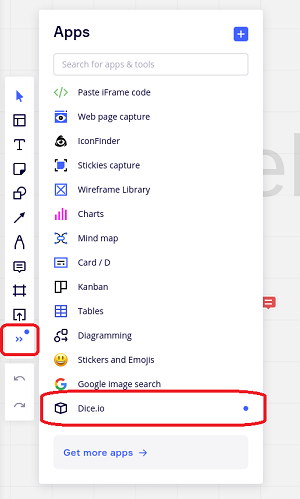 Apps
Search for apps & tools
Paste iFrame code
Web page capture
IconFinder
Stickies capture
Wireframe Library
Charts
Mind map
Card / D
Kanban
Tables
Diagramming
Stickers and Emojis
Google image search
Dice.io
Get more apps →